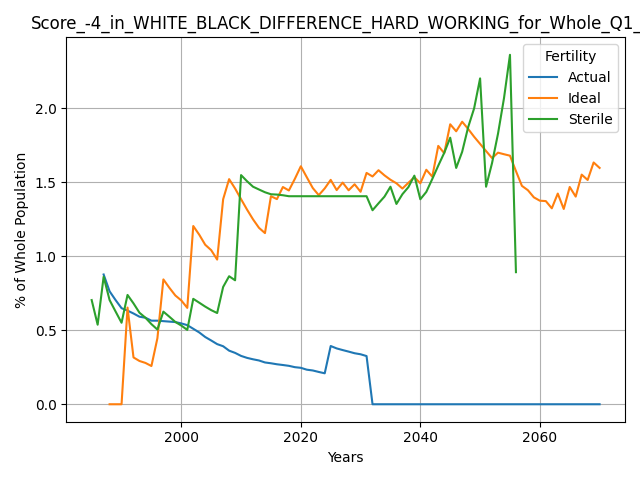 Score_-4_in_WHITE_BLACK_DIFFERENCE_HARD_WORKING_for_Whole_Q1_
Fertility
Actual
Ideal
Sterile
% of Whole Population
2.0
1.5
1.0
0.5
0.0
2000
2020
2040
2060
Years